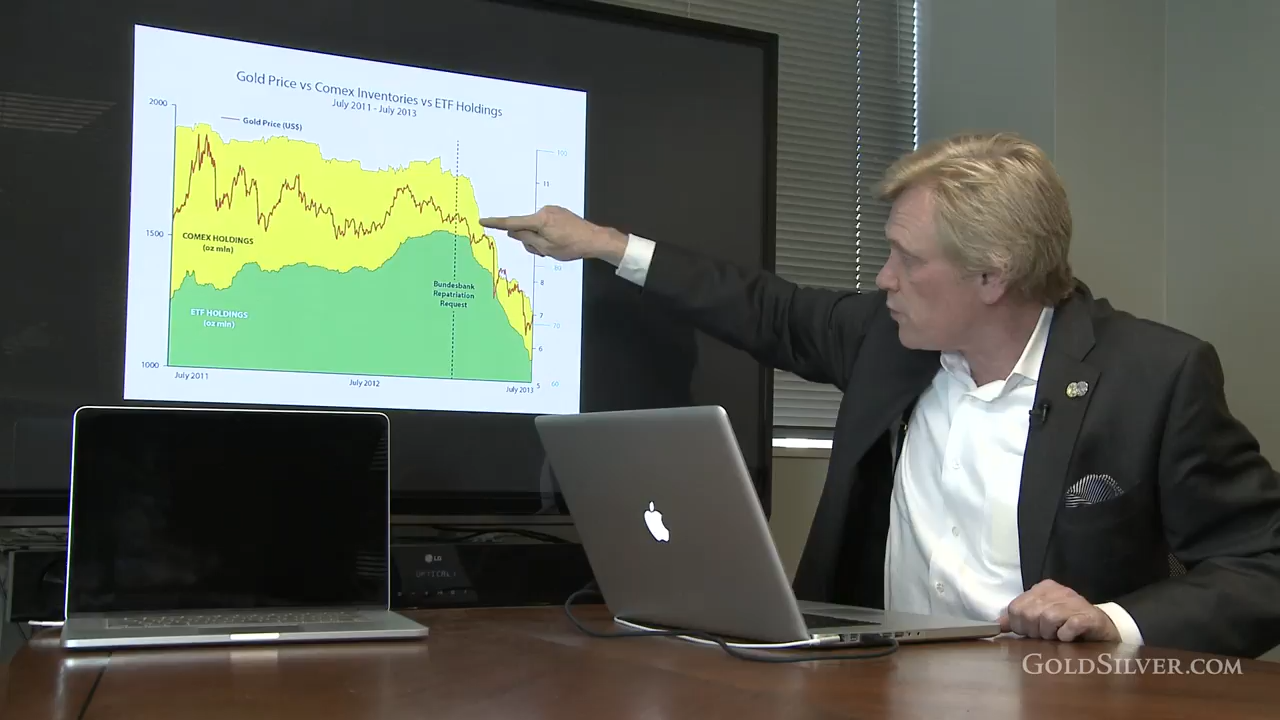 Gold Price vs Comex Inventories vs ETF Holdings
July 2011 - July 2013
2000
Gold Price (US$)
100
11
1500
COMEX HOLDINGS
(oz mln)
80
8
Bundesbank
Repatriation
Request
ETF HOLDINGS
(oz mln)
7
70
6
1000
July 2011
July 2012
July 2013
5
60
LG
OPTICAL
GOLDSILVER.COM